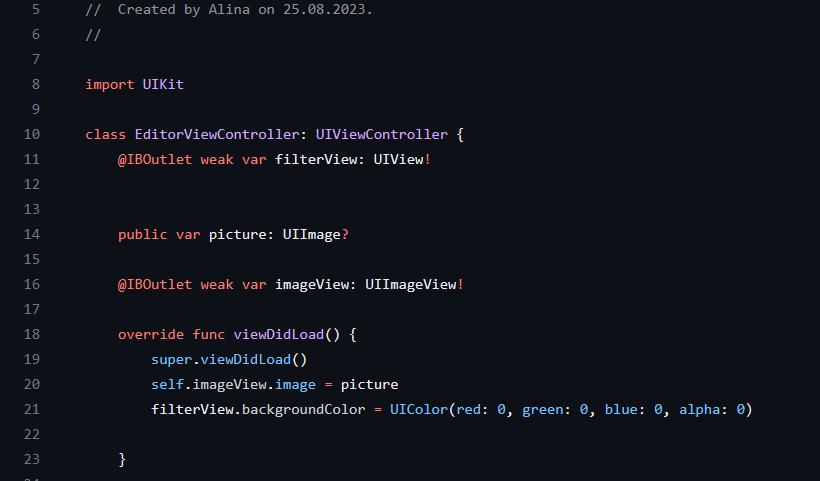 5 //  Created by Alina on 25.08.2023.
6 //
7
8 import UIKit
9
10 class EditorViewController: UIViewController {
11     @IBOutlet weak var filterView: UIView!
12
13
14     public var picture: UIImage?
15
16     @IBOutlet weak var imageView: UIImageView!
17
18     override func viewDidLoad() {
19         super.viewDidLoad()
20         self.imageView.image = picture
21         filterView.backgroundColor = UIColor(red: 0, green: 0, blue: 0, alpha: 0)
22
23     }